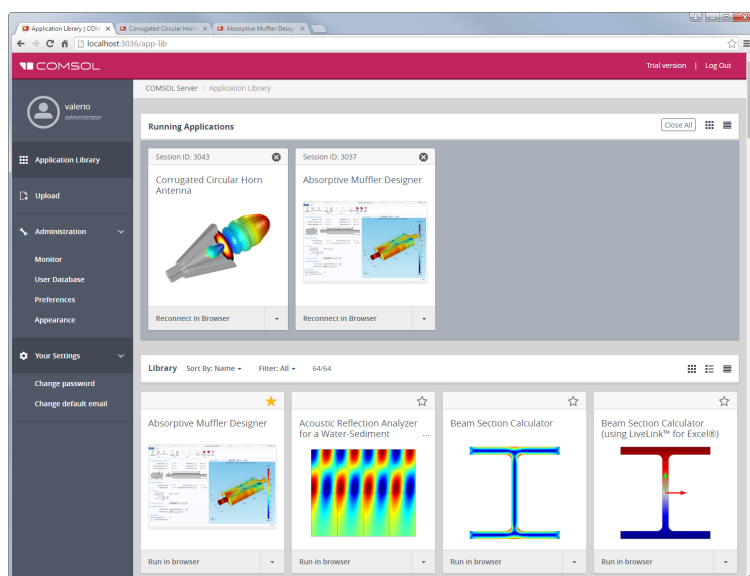 Application Library | COM
Corrugated Circular Horn
Absorptive Muffler Desig
localhost:3036/app-lib
COMSOL
Trial version | Log Out
valerio
administrator
COMSOL Server / Application Library
Running Applications
Close All
Session ID: 3043
Session ID: 3037
Corrugated Circular Horn
Antenna
Absorptive Muffler Designer
Reconnect in Browser
Reconnect in Browser
Application Library
Upload
Administration
Monitor
User Database
Preferences
Appearance
Your Settings
Change password
Change default email
Library Sort By: Name Filter: All 64/64
Absorptive Muffler Designer
Acoustic Reflection Analyzer
for a Water-Sediment ...
Beam Section Calculator
Beam Section Calculator
(using LiveLink™ for Excel®)
Run in browser
Run in browser
Run in browser
Run in browser